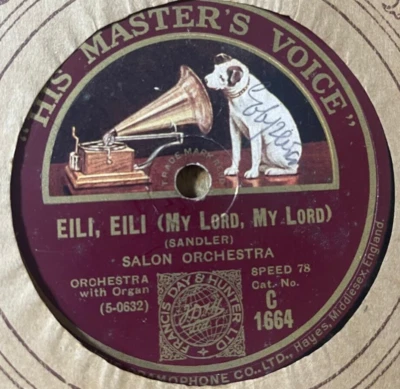 "HIS MASTER'S VOICE"
TRADE MARK
EILI, EILI (MY LORD, MY LORD)
(SANDLER)
SALON ORCHESTRA
ORCHESTRA
with Organ
(5-0632)
SPEED 78
Cat. No.
C
1664
FRANCIS DAY & HUNTER LTD
GRAMOPHONE CO., LTD., Hayes, Middlesex, England.